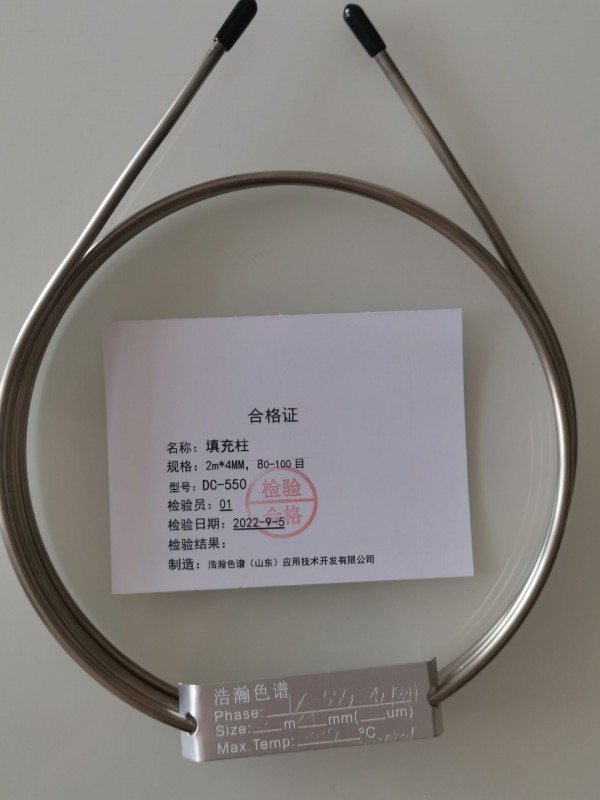 合格证
名称：填充柱
规格：2m*4MM，80-100目
型号：DC-550
检验员：01
检验日期：2022-9-5
检验结果：
检验
合格
制造：浩瀚色谱（山东）应用技术开发有限公司
浩瀚色谱
Phase:
Size: m mm( um)
Max.Temp: °C